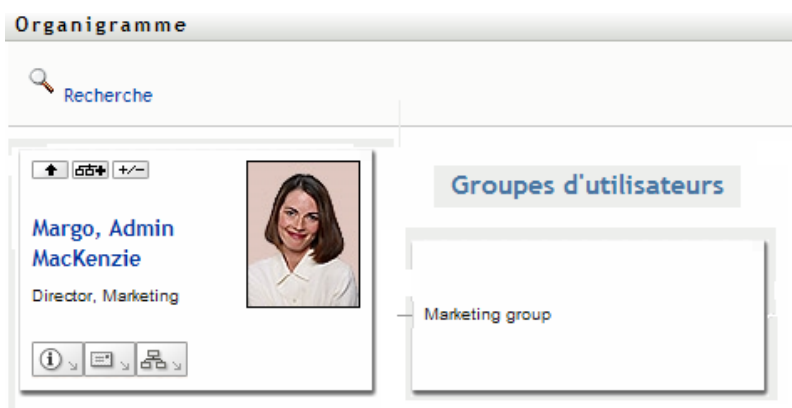 Organigramme
Recherche
+/-
Margo, Admin
MacKenzie
Director, Marketing
Groupes d'utilisateurs
Marketing group